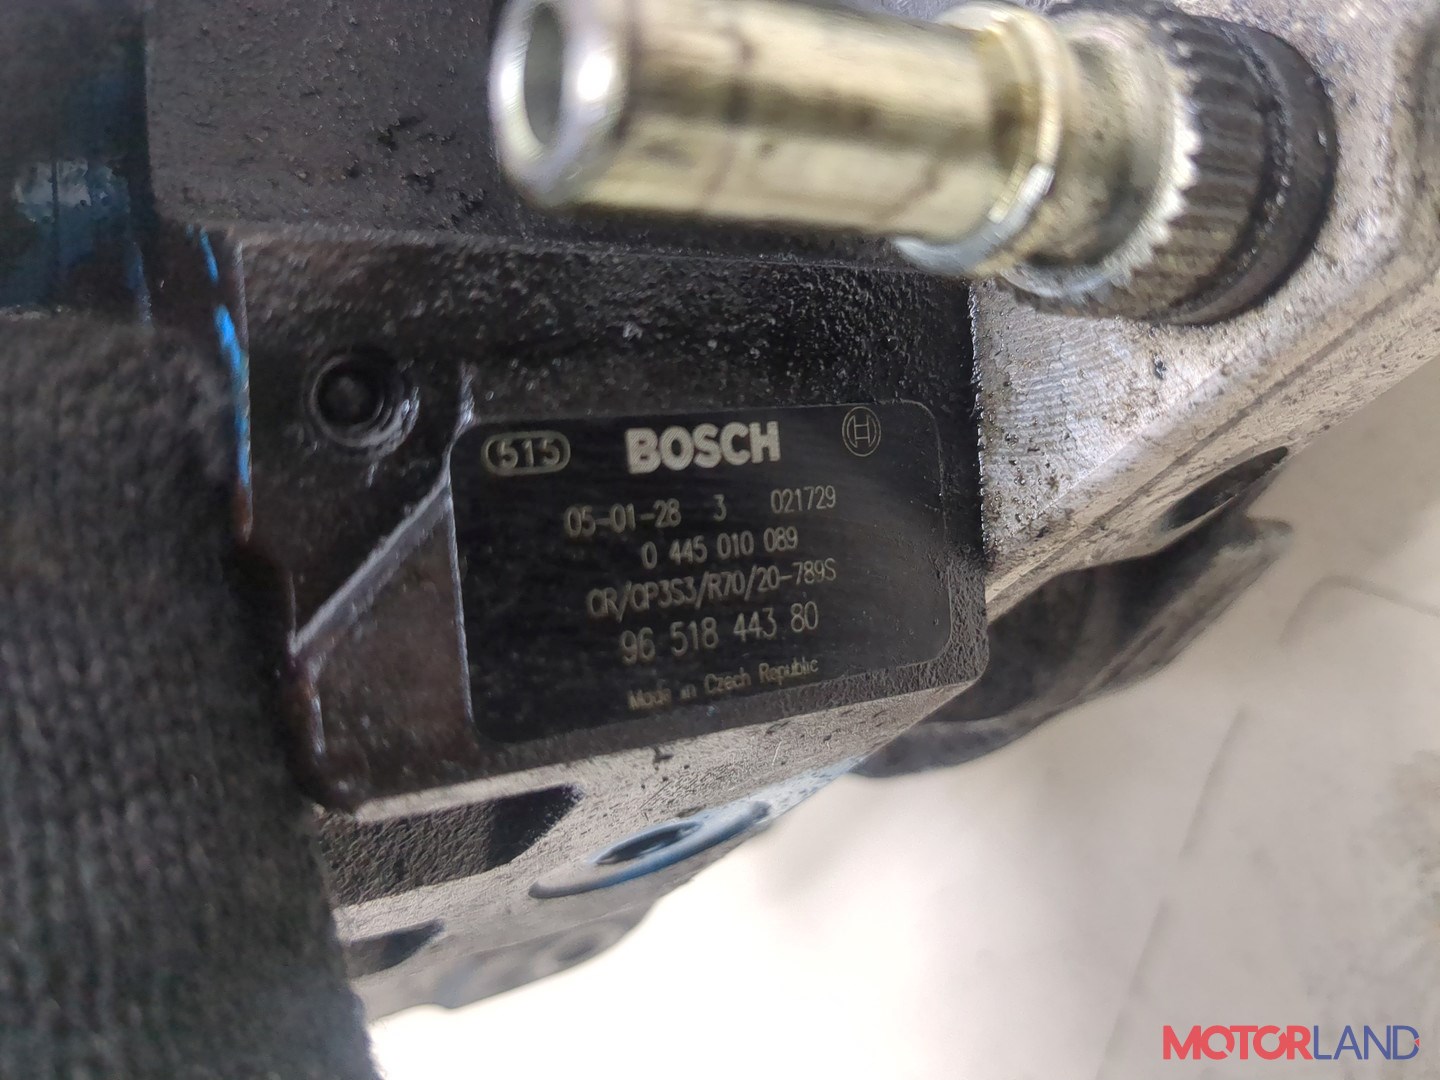 515 BOSCH
05-01-28 3 021729
0 445 010 089
CR/CP3S3/R70/20-789S
96 518 443 80
Made in Czech Republic
MOTORLAND